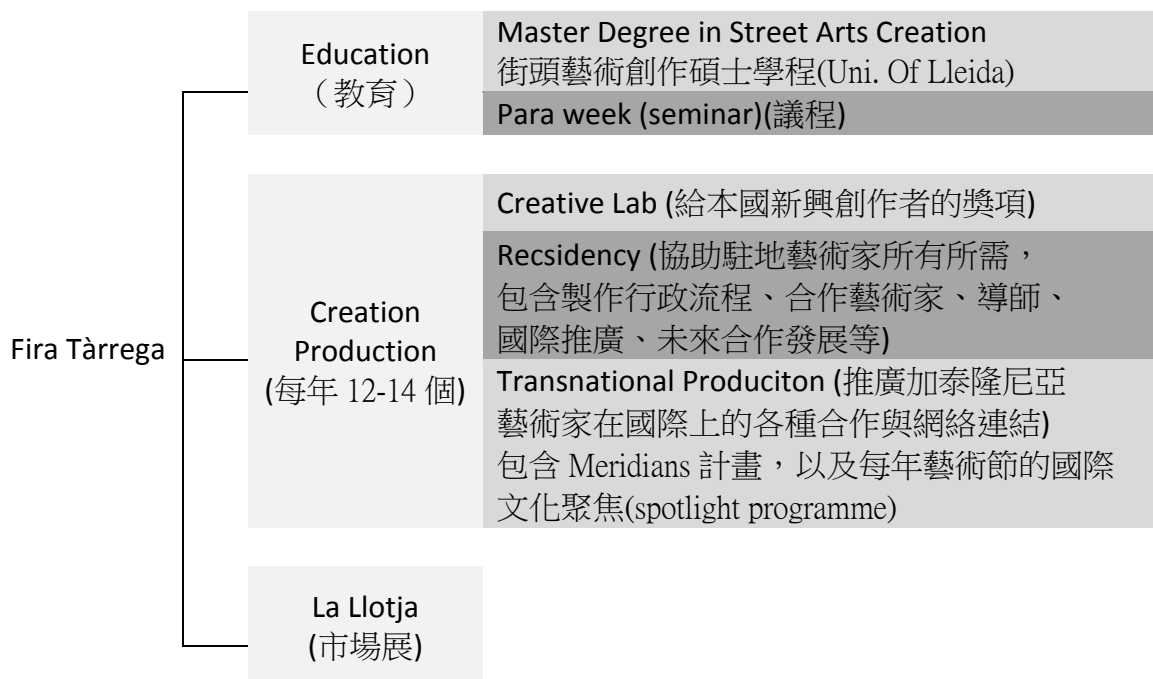 Fira Tàrrega
Education
（教育）
Master Degree in Street Arts Creation
街頭藝術創作碩士學程(Uni. Of Lleida)
Para week (seminar)(議程)
Creation
Production
(每年 12-14 個)
Creative Lab (給本國新興創作者的獎項)
Recsidency (協助駐地藝術家所有所需，
包含製作行政流程、合作藝術家、導師、
國際推廣、未來合作發展等)
Transnational Produciton (推廣加泰隆尼亞
藝術家在國際上的各種合作與網絡連結)
包含 Meridians 計畫，以及每年藝術節的國際
文化聚焦(spotlight programme)
La Llotja
(市場展)